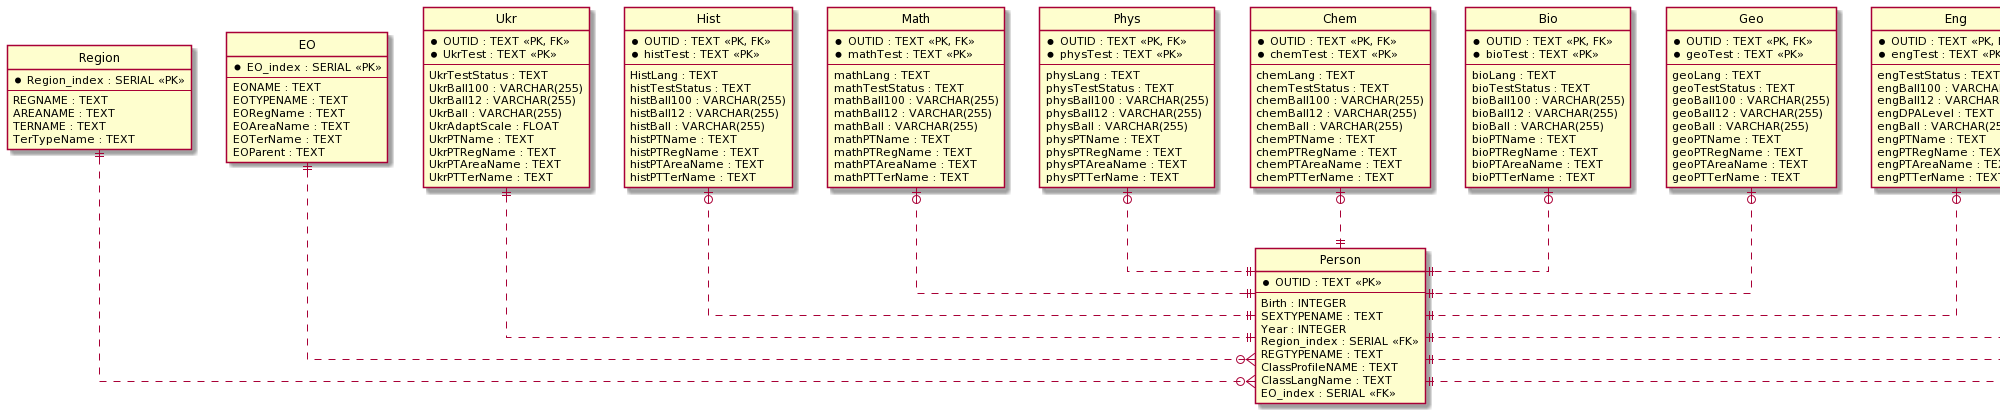 Region
Region_index : SERIAL «PK»
REGNAME : TEXT
AREANAME : TEXT
TERNAME : TEXT
TerTypeName : TEXT
EO
EO_index : SERIAL «PK»
EONAME : TEXT
EOTYPENAME : TEXT
EORegName : TEXT
EOAreaName : TEXT
EOTerName : TEXT
EOParent : TEXT
Ukr
OUTID : TEXT «PK, FK»
UkrTest : TEXT «PK»
UkrTestStatus : TEXT
UkrBall100 : VARCHAR(255)
UkrBall12 : VARCHAR(255)
UkrBall : VARCHAR(255)
UkrAdaptScale : FLOAT
UkrPTName : TEXT
UkrPTRegName : TEXT
UkrPTAreaName : TEXT
UkrPTTerName : TEXT
Hist
OUTID : TEXT «PK, FK»
histTest : TEXT «PK»
HistLang : TEXT
histTestStatus : TEXT
histBall100 : VARCHAR(255)
histBall12 : VARCHAR(255)
histBall : VARCHAR(255)
histPTName : TEXT
histPTRegName : TEXT
histPTAreaName : TEXT
histPTTerName : TEXT
Math
OUTID : TEXT «PK, FK»
mathTest : TEXT «PK»
mathLang : TEXT
mathTestStatus : TEXT
mathBall100 : VARCHAR(255)
mathBall12 : VARCHAR(255)
mathBall : VARCHAR(255)
mathPTName : TEXT
mathPTRegName : TEXT
mathPTAreaName : TEXT
mathPTTerName : TEXT
Phys
OUTID : TEXT «PK, FK»
physTest : TEXT «PK»
physLang : TEXT
physTestStatus : TEXT
physBall100 : VARCHAR(255)
physBall12 : VARCHAR(255)
physBall : VARCHAR(255)
physPTName : TEXT
physPTRegName : TEXT
physPTAreaName : TEXT
physPTTerName : TEXT
Chem
OUTID : TEXT «PK, FK»
chemTest : TEXT «PK»
chemLang : TEXT
chemTestStatus : TEXT
chemBall100 : VARCHAR(255)
chemBall12 : VARCHAR(255)
chemBall : VARCHAR(255)
chemPTName : TEXT
chemPTRegName : TEXT
chemPTAreaName : TEXT
chemPTTerName : TEXT
Bio
OUTID : TEXT «PK, FK»
bioTest : TEXT «PK»
bioLang : TEXT
bioTestStatus : TEXT
bioBall100 : VARCHAR(255)
bioBall12 : VARCHAR(255)
bioBall : VARCHAR(255)
bioPTName : TEXT
bioPTRegName : TEXT
bioPTAreaName : TEXT
bioPTTerName : TEXT
Geo
OUTID : TEXT «PK, FK»
geoTest : TEXT «PK»
geoLang : TEXT
geoTestStatus : TEXT
geoBall100 : VARCHAR(255)
geoBall12 : VARCHAR(255)
geoBall : VARCHAR(255)
geoPTName : TEXT
geoPTRegName : TEXT
geoPTAreaName : TEXT
geoPTTerName : TEXT
Eng
OUTID : TEXT «PK,
engTest : TEXT «PK»
engTestStatus : TEXT
engBall100 : VARCHAR
engBall12 : VARCHAR(
engDPALevel : TEXT
engBall : VARCHAR(25
engPTName : TEXT
engPTRegName : TEX
engPTAreaName : TE
engPTTerName : TEXT
Person
OUTID : TEXT «PK»
Birth : INTEGER
SEXTYPENAME : TEXT
Year : INTEGER
Region_index : SERIAL «FK»
REGTYPENAME : TEXT
ClassProfileNAME : TEXT
ClassLangName : TEXT
EO_index : SERIAL «FK»